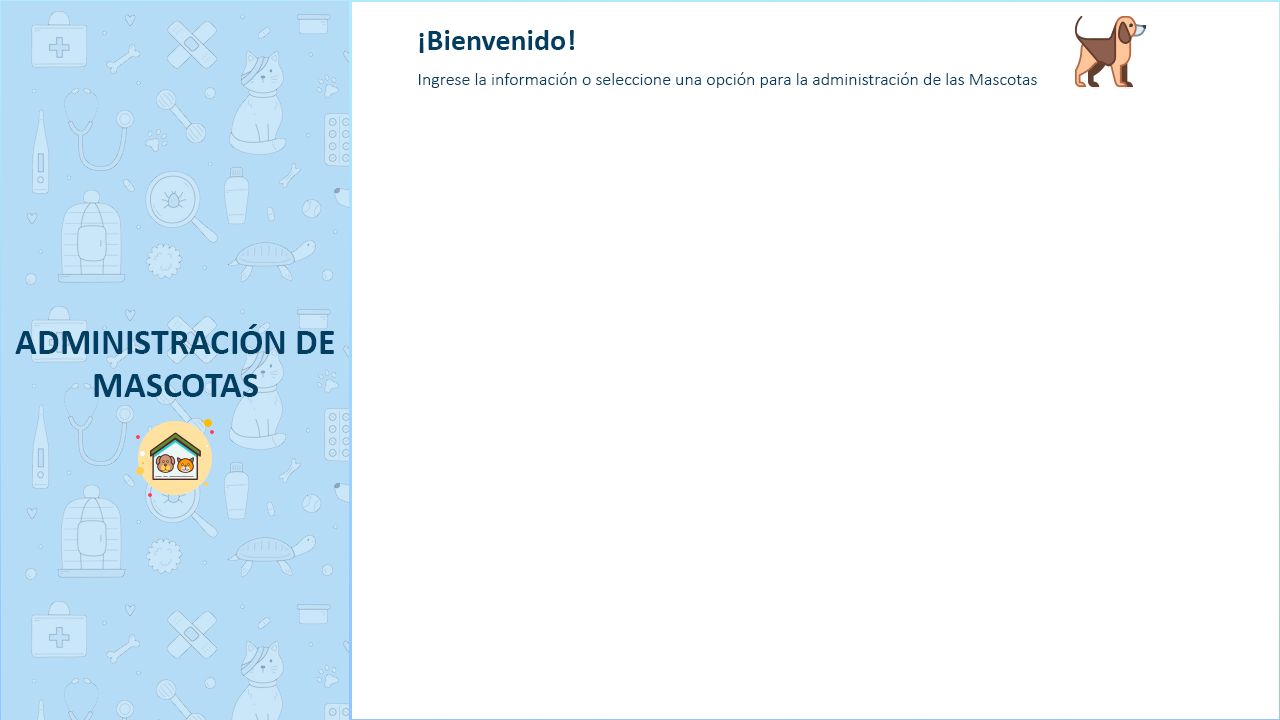 ¡Bienvenido!
Ingrese la información o seleccione una opción para la administración de las Mascotas
ADMINISTRACIÓN DE
MASCOTAS